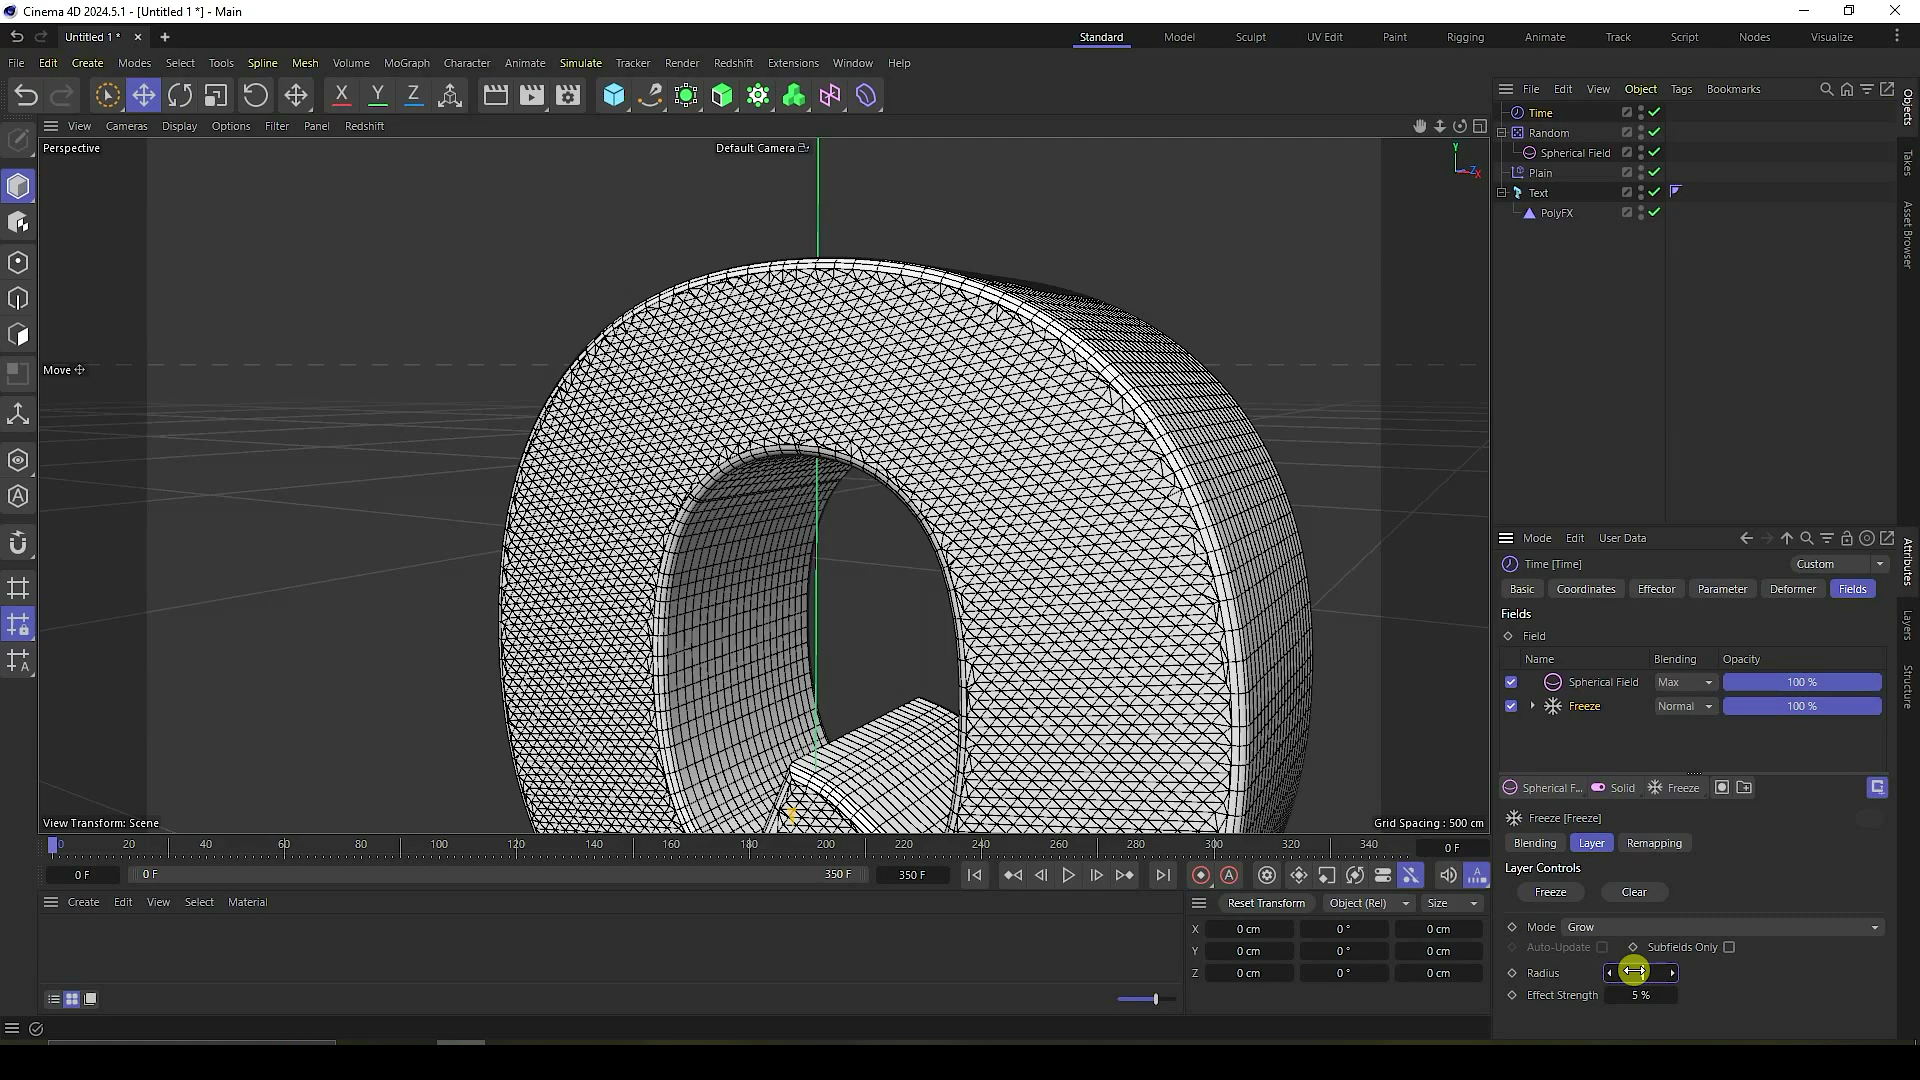 Cinema 4D 2024.5.1 - [Untitled 1 *] - Main
Untitled 1 *
Standard Model Sculpt UV Edit Paint Rigging Animate Track Script Nodes Visualize
File Edit Create Modes Select Tools Spline Mesh Volume MoGraph Character Animate Simulate Tracker Render Redshift Extensions Window Help
X Y Z
File Edit View Object Tags Bookmarks
View Cameras Display Options Filter Panel Redshift
Perspective
Default Camera
Y
Z
X
Time
Random
Spherical Field
Plain
Text
PolyFX
Objects
Takes
Asset Browser
Move
View Transform: Scene
Grid Spacing : 500 cm
Mode Edit User Data
Time [Time]
Custom
Basic Coordinates Effector Parameter Deformer Fields
Fields
Field
Name Blending Opacity
Spherical Field Max 100 %
Freeze Normal 100 %
Spherical F... Solid Freeze
Freeze [Freeze]
Blending Layer Remapping
Layer Controls
Freeze Clear
Mode Grow
Auto-Update Subfields Only
Radius
Effect Strength 5 %
Attributes
Layers
Structure
0 20 40 60 80 100 120 140 160 180 200 220 240 260 280 300 320 340 0 F
0 F 0 F 350 F 350 F
Create Edit View Select Material
Reset Transform Object (Rel) Size
X 0 cm 0 ° 0 cm
Y 0 cm 0 ° 0 cm
Z 0 cm 0 ° 0 cm